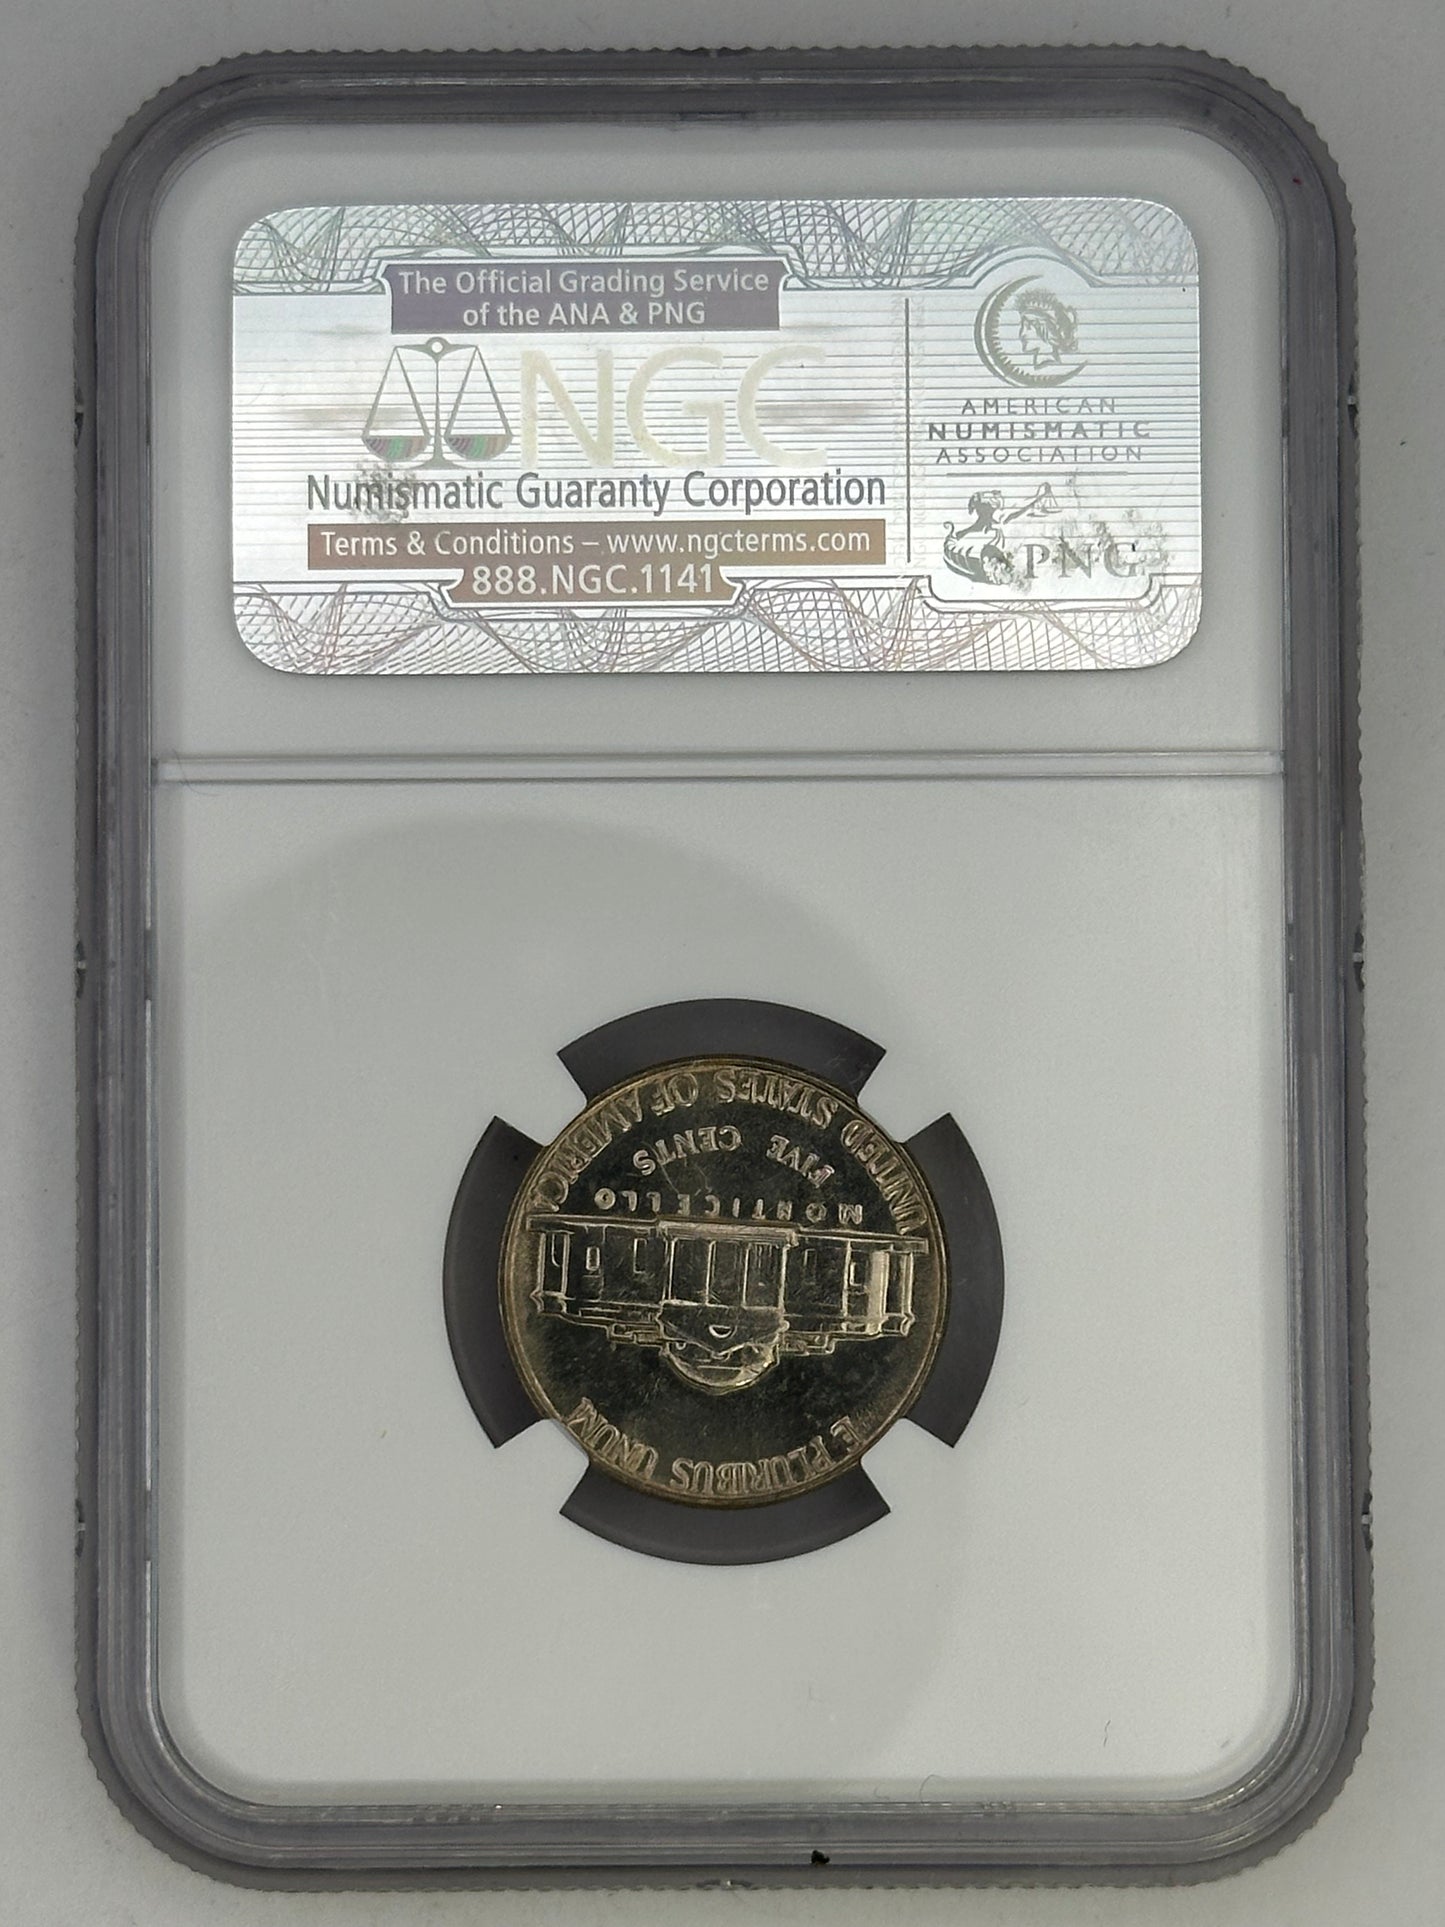 The Official Grading Service
of the ANA & PNG
NGC
Numismatic Guaranty Corporation
Terms & Conditions – www.ngcterms.com
888.NGC.1141
AMERICAN
NUMISMATIC
ASSOCIATION
PNG
E PLURIBUS UNUM
MONTICELLO
FIVE CENTS
UNITED STATES OF AMERICA